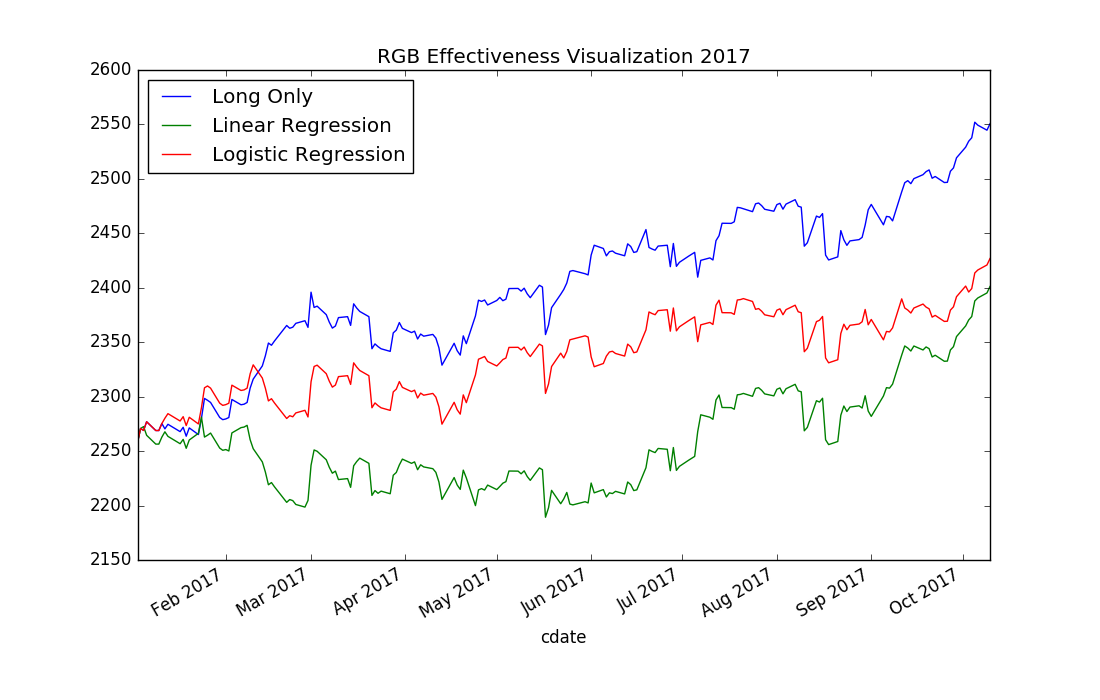 RGB Effectiveness Visualization 2017
2600
2550
2500
2450
2400
2350
2300
2250
2200
2150
Long Only
Linear Regression
Logistic Regression
Feb 2017
Mar 2017
Apr 2017
May 2017
Jun 2017
Jul 2017
Aug 2017
Sep 2017
Oct 2017
cdate